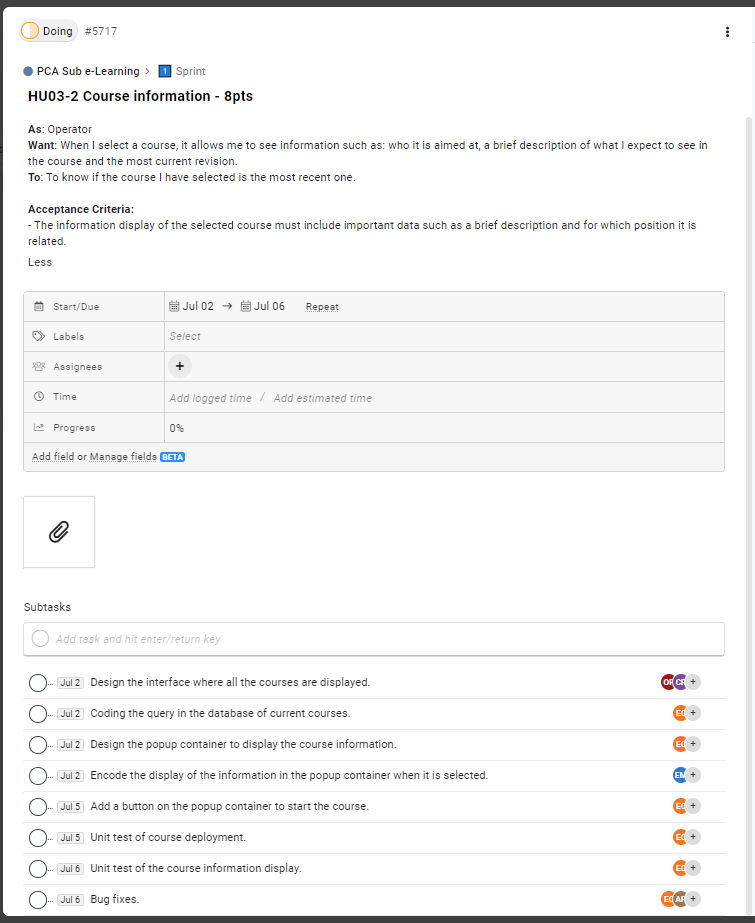 Doing #5717
PCA Sub e-Learning > 1 Sprint
HU03-2 Course information - 8pts
As: Operator
Want: When I select a course, it allows me to see information such as: who it is aimed at, a brief description of what I expect to see in
the course and the most current revision.
To: To know if the course I have selected is the most recent one.
Acceptance Criteria:
- The information display of the selected course must include important data such as a brief description and for which position it is
related.
Less
Start/Due Jul 02 → Jul 06 Repeat
Labels Select
Assignees +
Time Add logged time / Add estimated time
Progress 0%
Add field or Manage fields BETA
Subtasks
Add task and hit enter/return key
Jul 2 Design the interface where all the courses are displayed. +
Jul 2 Coding the query in the database of current courses. +
Jul 2 Design the popup container to display the course information. +
Jul 2 Encode the display of the information in the popup container when it is selected. +
Jul 5 Add a button on the popup container to start the course. +
Jul 5 Unit test of course deployment. +
Jul 6 Unit test of the course information display. +
Jul 6 Bug fixes. +